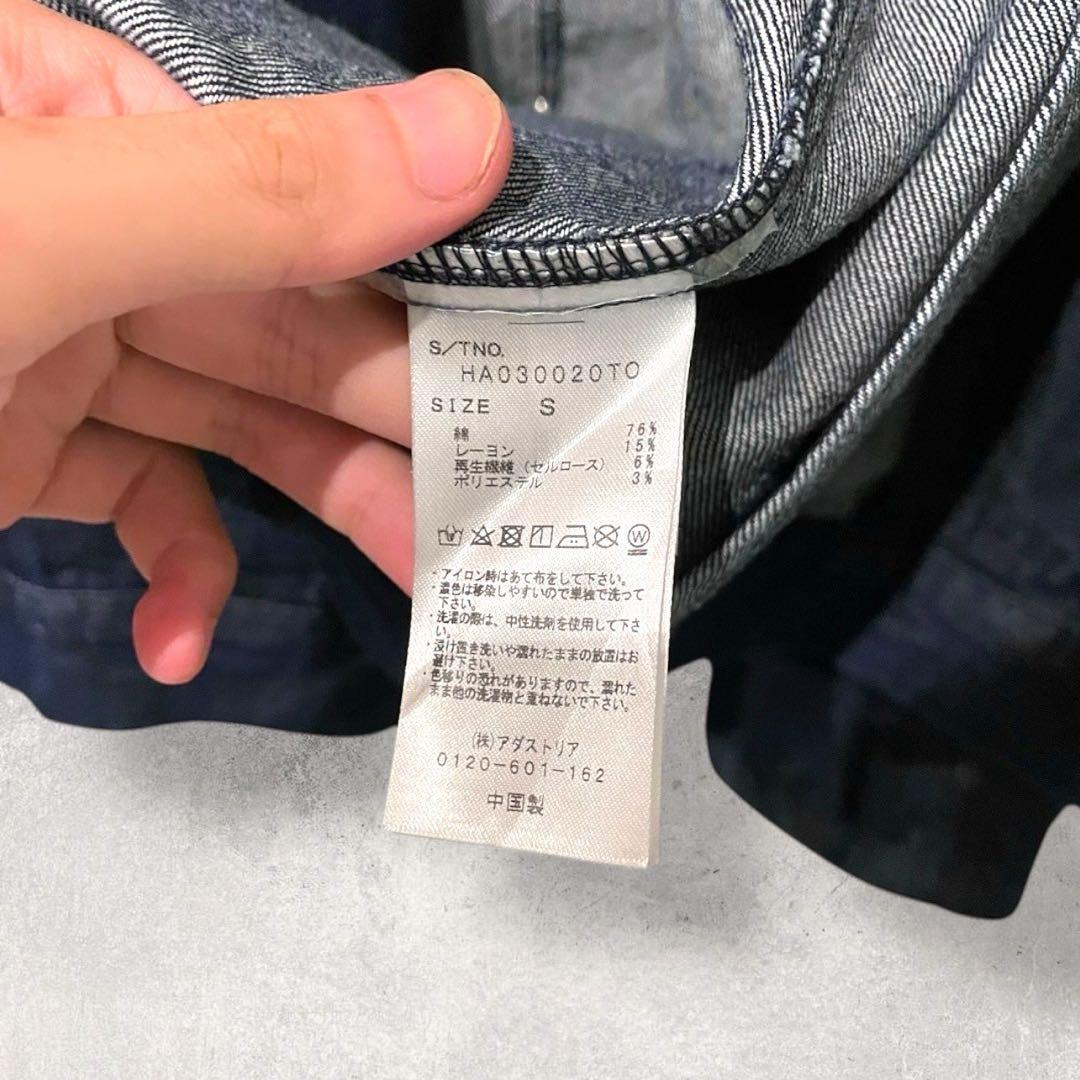 S/TNO.
HA030020TO
SIZE S
綿 76%
レーヨン 15%
再生繊維(セルロース) 6%
ポリエステル 3%
W
・アイロン時はあて布をして下さい。
・濃色は移染しやすいので単独で洗って
下さい。
・洗濯の際は、中性洗剤を使用して下さ
い。
・浸け置き洗いや濡れたままの放置はお
避け下さい。
・色移りの恐れがありますので、濡れた
まま他の洗濯物と重ねないで下さい。
(株)アダストリア
0120-601-162
中国製